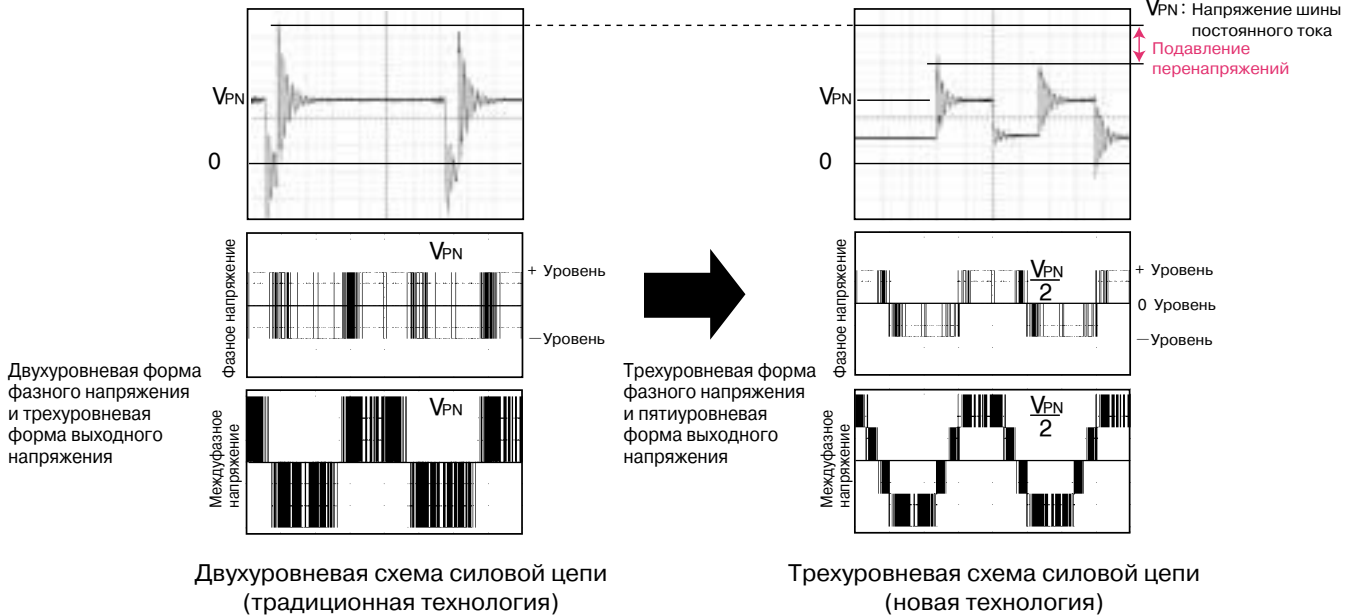 VPN: Напряжение шины
постоянного тока
Подавление
перенапряжений
VPN
0
VPN
0
Фазное напряжение
VPN
+ Уровень
—Уровень
Фазное напряжение
VPN
2
+ Уровень
0 Уровень
—Уровень
Двухуровневая форма
фазного напряжения
и трехуровневая
форма выходного
напряжения
Междуфазное
напряжение
VPN
Трехуровневая форма
фазного напряжения
и пятиуровневая
форма выходного
напряжения
Междуфазное
напряжение
VPN
2
Двухуровневая схема силовой цепи
(традиционная технология)
Трехуровневая схема силовой цепи
(новая технология)